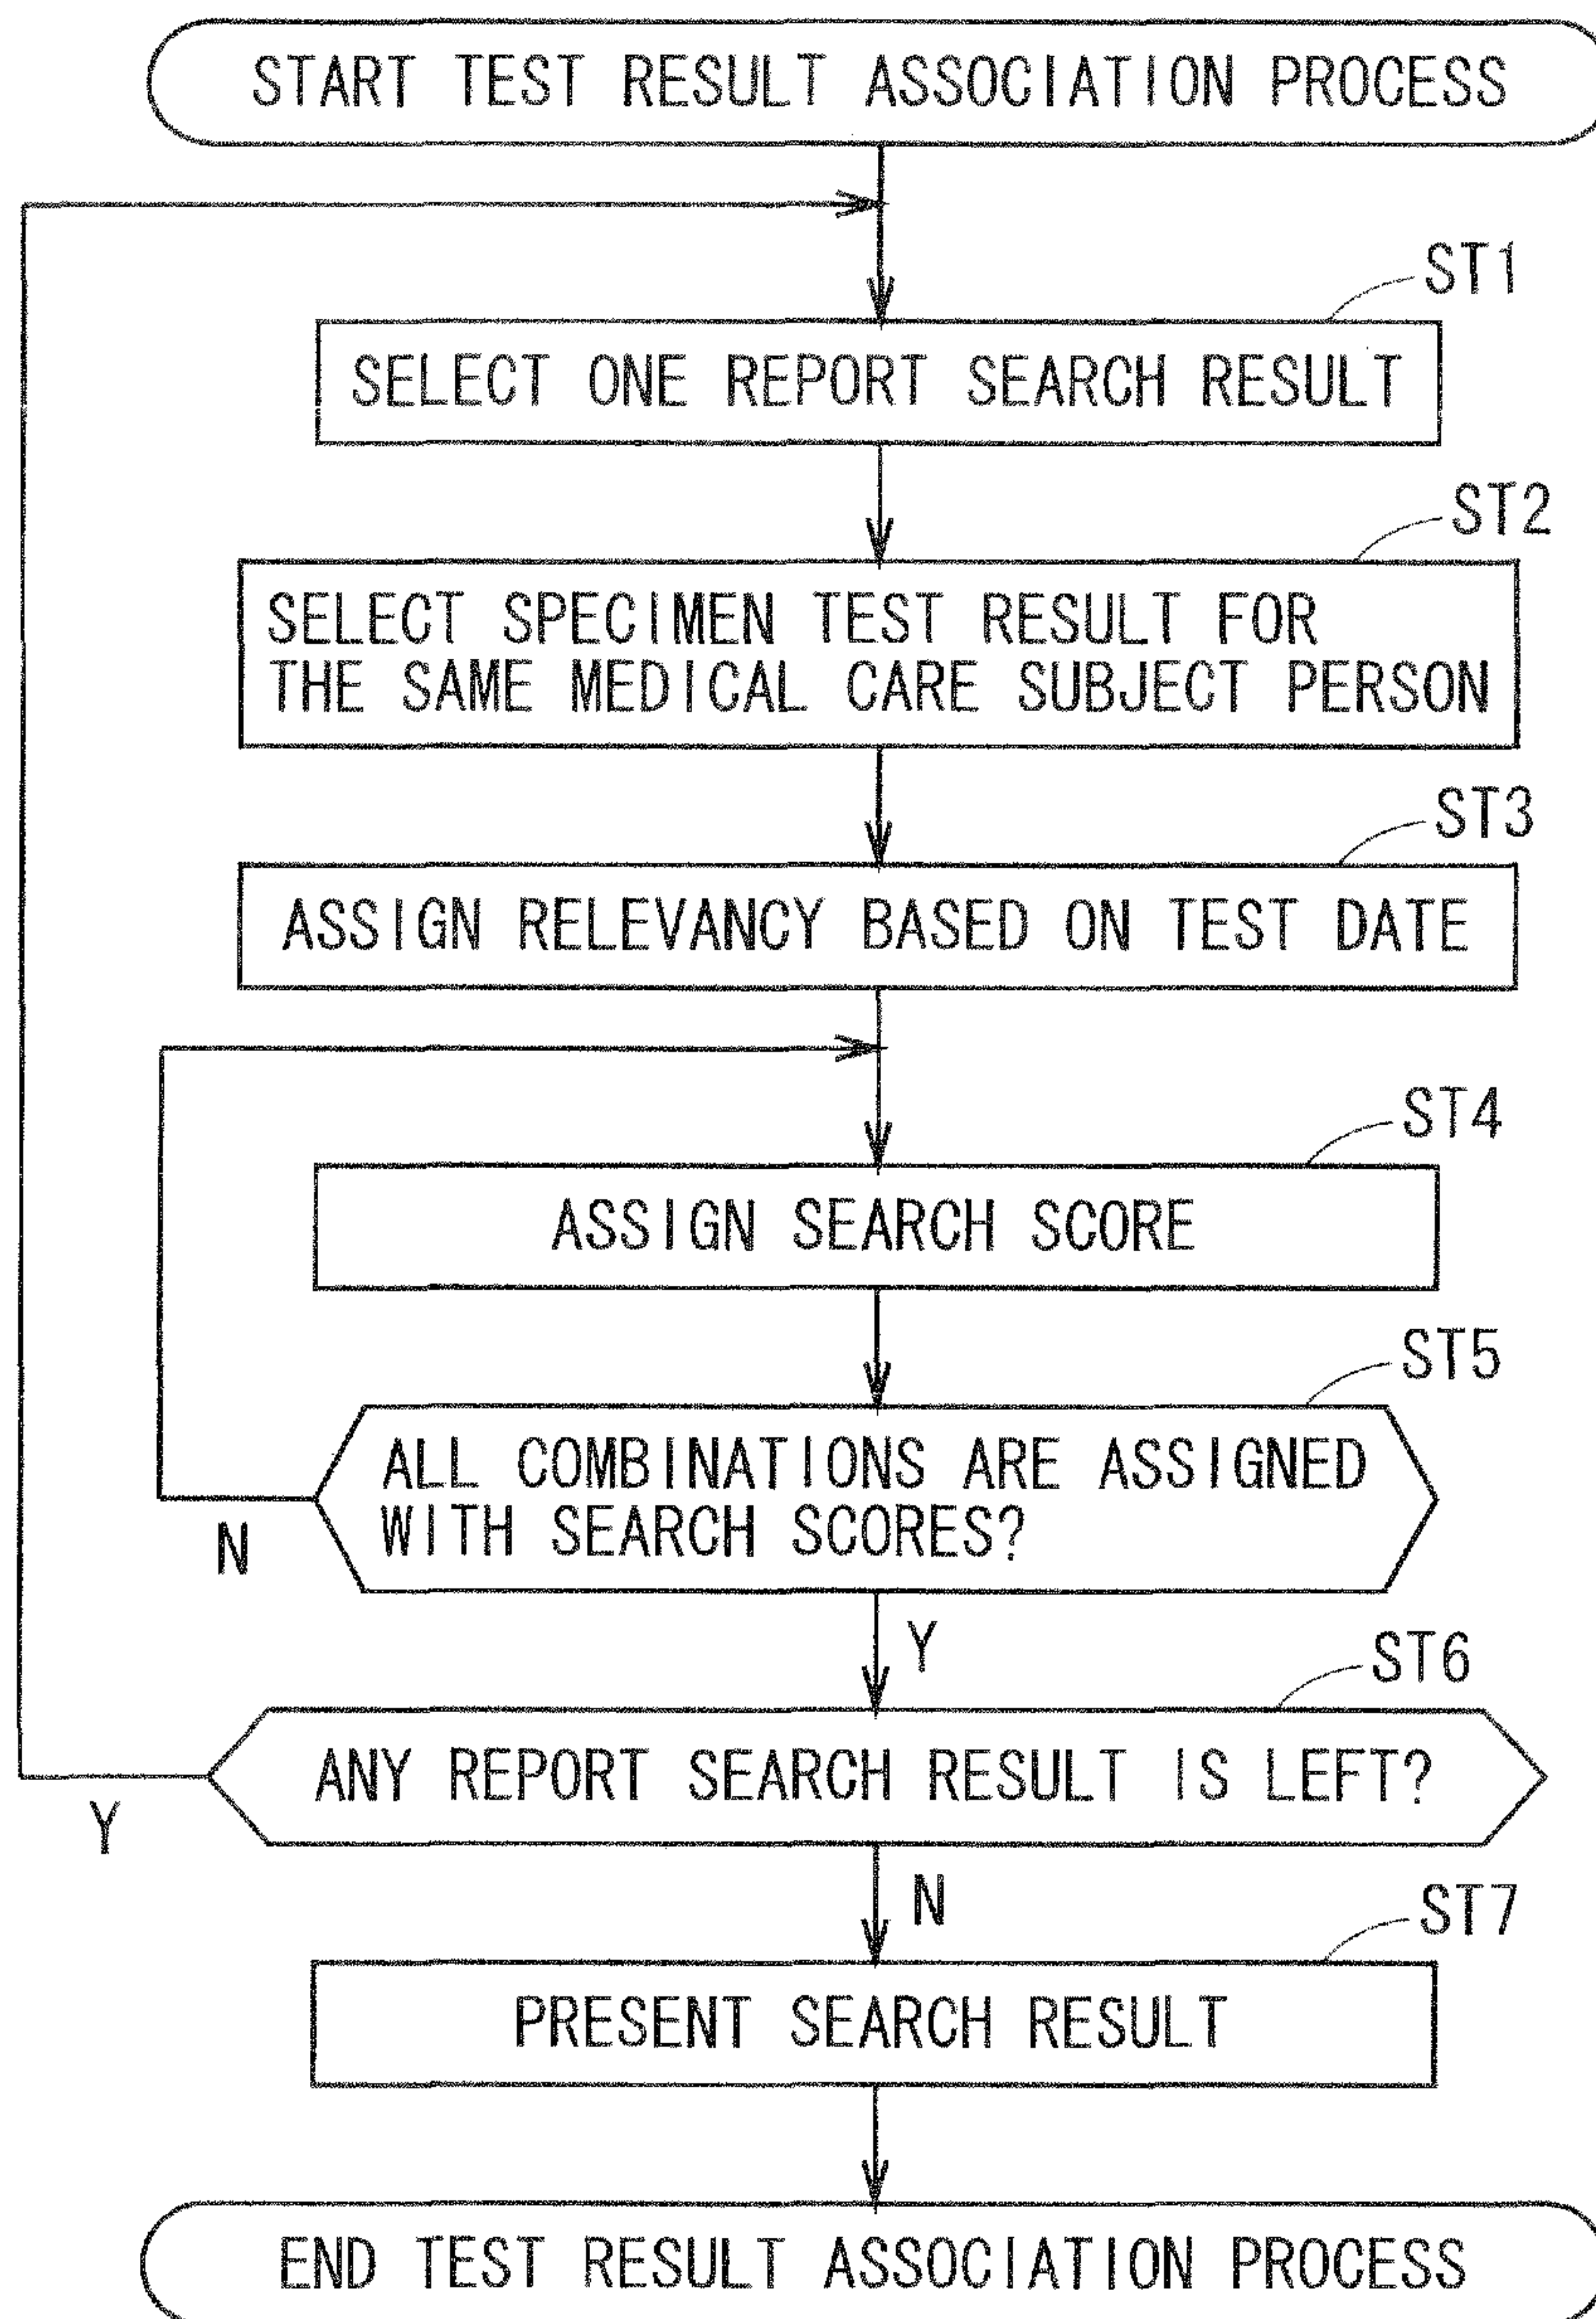 START TEST RESULT ASSOCIATION PROCESS
ST1
SELECT ONE REPORT SEARCH RESULT
ST2
SELECT SPECIMEN TEST RESULT FOR
THE SAME MEDICAL CARE SUBJECT PERSON
ST3
ASSIGN RELEVANCY BASED ON TEST DATE
ST4
ASSIGN SEARCH SCORE
ST5
ALL COMBINATIONS ARE ASSIGNED
WITH SEARCH SCORES?
N
Y
ST6
ANY REPORT SEARCH RESULT IS LEFT?
Y
N
ST7
PRESENT SEARCH RESULT
END TEST RESULT ASSOCIATION PROCESS